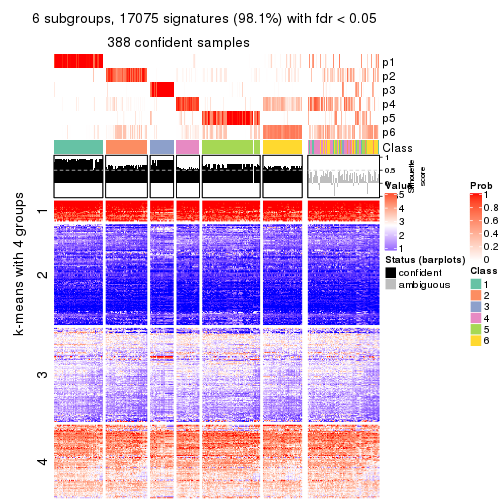 6 subgroups, 17075 signatures (98.1%) with fdr < 0.05
388 confident samples
p1
p2
p3
p4
p5
p6
Class
1
0.5
0
Silhouette
score
k-means with 4 groups
1
2
3
4
Value
5
4
3
2
1
Status (barplots)
confident
ambiguous
Prob
1
0.8
0.6
0.4
0.2
0
Class
1
2
3
4
5
6